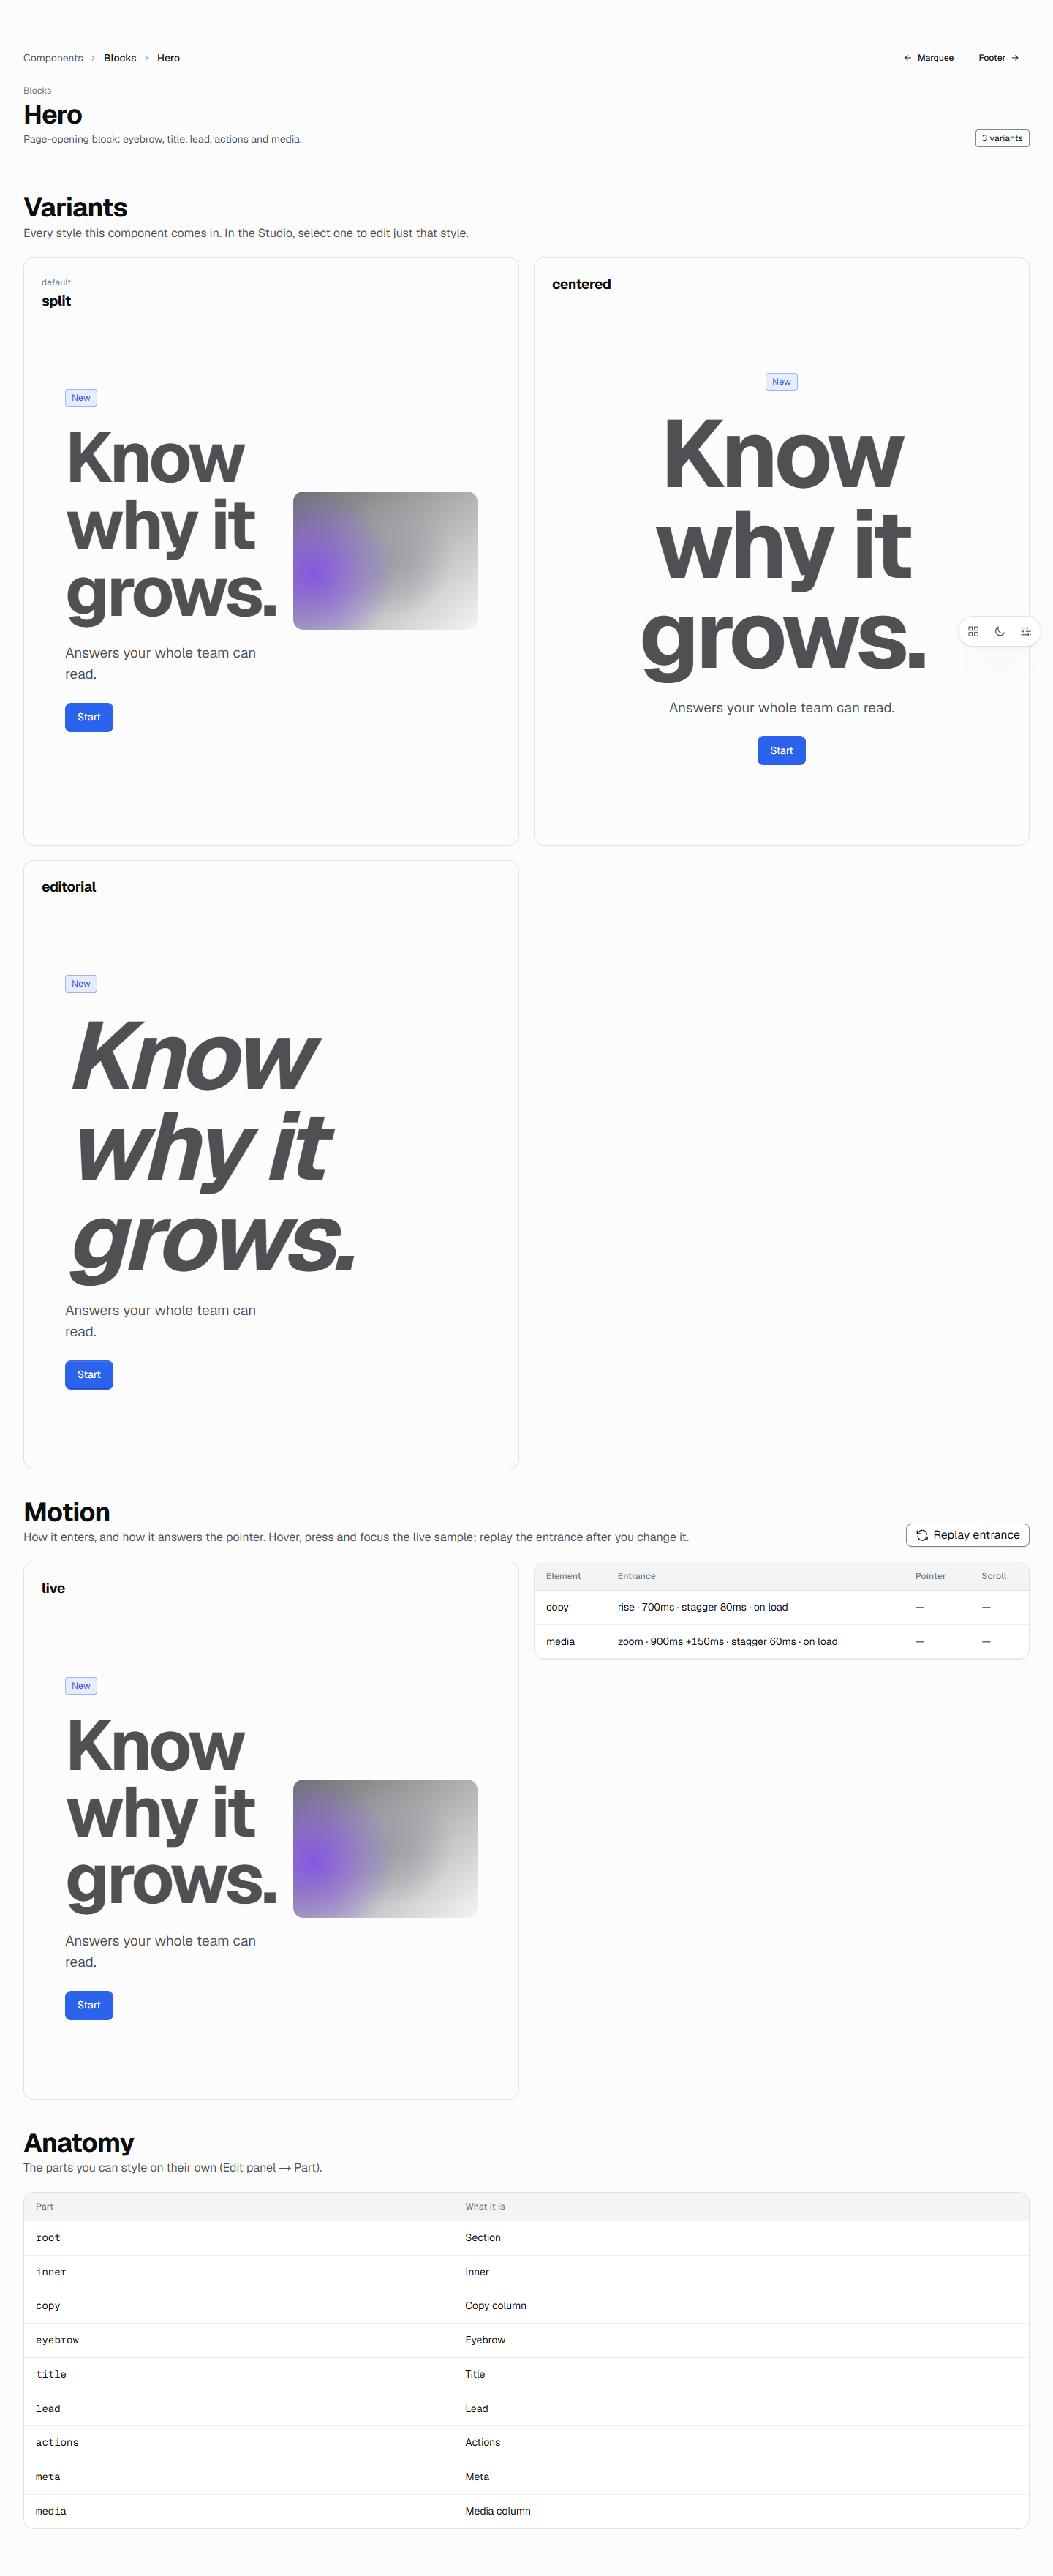 Components > Blocks > Hero
← Marquee Footer →
Blocks
Hero
Page-opening block: eyebrow, title, lead, actions and media.
3 variants
Variants
Every style this component comes in. In the Studio, select one to edit just that style.
default
split
New
Know
why it
grows.
Answers your whole team can
read.
Start
centered
New
Know
why it
grows.
Answers your whole team can read.
Start
editorial
New
Know
why it
grows.
Answers your whole team can
read.
Start
Motion
How it enters, and how it answers the pointer. Hover, press and focus the live sample; replay the entrance after you change it.
Replay entrance
live
New
Know
why it
grows.
Answers your whole team can
read.
Start
Element Entrance Pointer Scroll
copy rise · 700ms · stagger 80ms · on load — —
media zoom · 900ms +150ms · stagger 60ms · on load — —
Anatomy
The parts you can style on their own (Edit panel → Part).
Part What it is
root Section
inner Inner
copy Copy column
eyebrow Eyebrow
title Title
lead Lead
actions Actions
meta Meta
media Media column